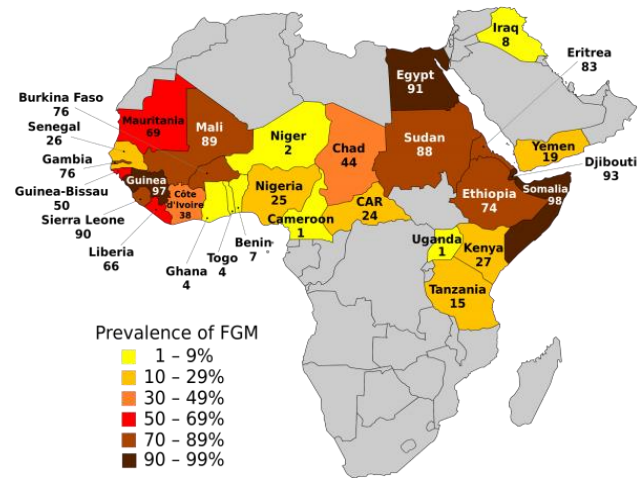 Iraq
8
Eritrea
83
Egypt
91
Burkina Faso
76
Mauritania
69
Mali
89
Niger
2
Chad
44
Sudan
88
Yemen
19
Senegal
26
Djibouti
93
Gambia
76
Guinea
97
Côte
d'Ivoire
38
Nigeria
25
CAR
24
Ethiopia
74
Somalia
98
Guinea-Bissau
50
Sierra Leone
90
Cameroon
1
Liberia
66
Ghana
4
Togo
4
Benin
7
Uganda
1
Kenya
27
Tanzania
15
Prevalence of FGM
1 – 9%
10 – 29%
30 – 49%
50 – 69%
70 – 89%
90 – 99%